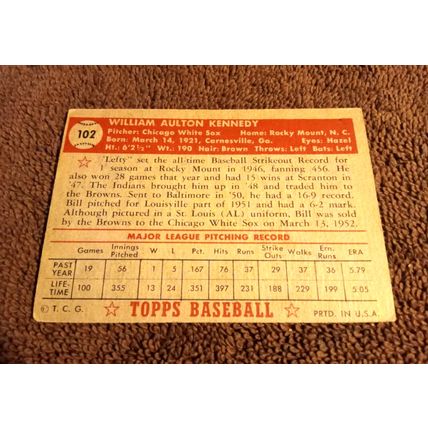 102
WILLIAM AULTON KENNEDY
Pitcher: Chicago White Sox Home: Rocky Mount, N. C.
Born: March 14, 1921, Carnesville, Ga. Eyes: Hazel
Ht.: 6'2½" Wt.: 190 Hair: Brown Throws: Left Bats: Left
"Lefty" set the all-time Baseball Strikeout Record for
1 season at Rocky Mount in 1946, fanning 456. He
also won 28 games that year and had 15 wins at Scranton in
'47. The Indians brought him up in '48 and traded him to
the Browns. Sent to Baltimore in '50, he had a 16-9 record.
Bill pitched for Louisville part of 1951 and had a 6-2 mark.
Although pictured in a St. Louis (AL) uniform, Bill was sold
by the Browns to the Chicago White Sox on March 13, 1952.
MAJOR LEAGUE PITCHING RECORD
Games Innings Pitched W L Pct. Hits Runs Strike Outs Walks Ern. Runs ERA
PAST YEAR 19 56 1 5 .167 76 37 29 37 36 5.79
LIFE-TIME 100 355 13 24 .351 397 231 188 229 199 5.05
TOPPS BASEBALL
© T. C. G. PRTD. IN U.S.A.